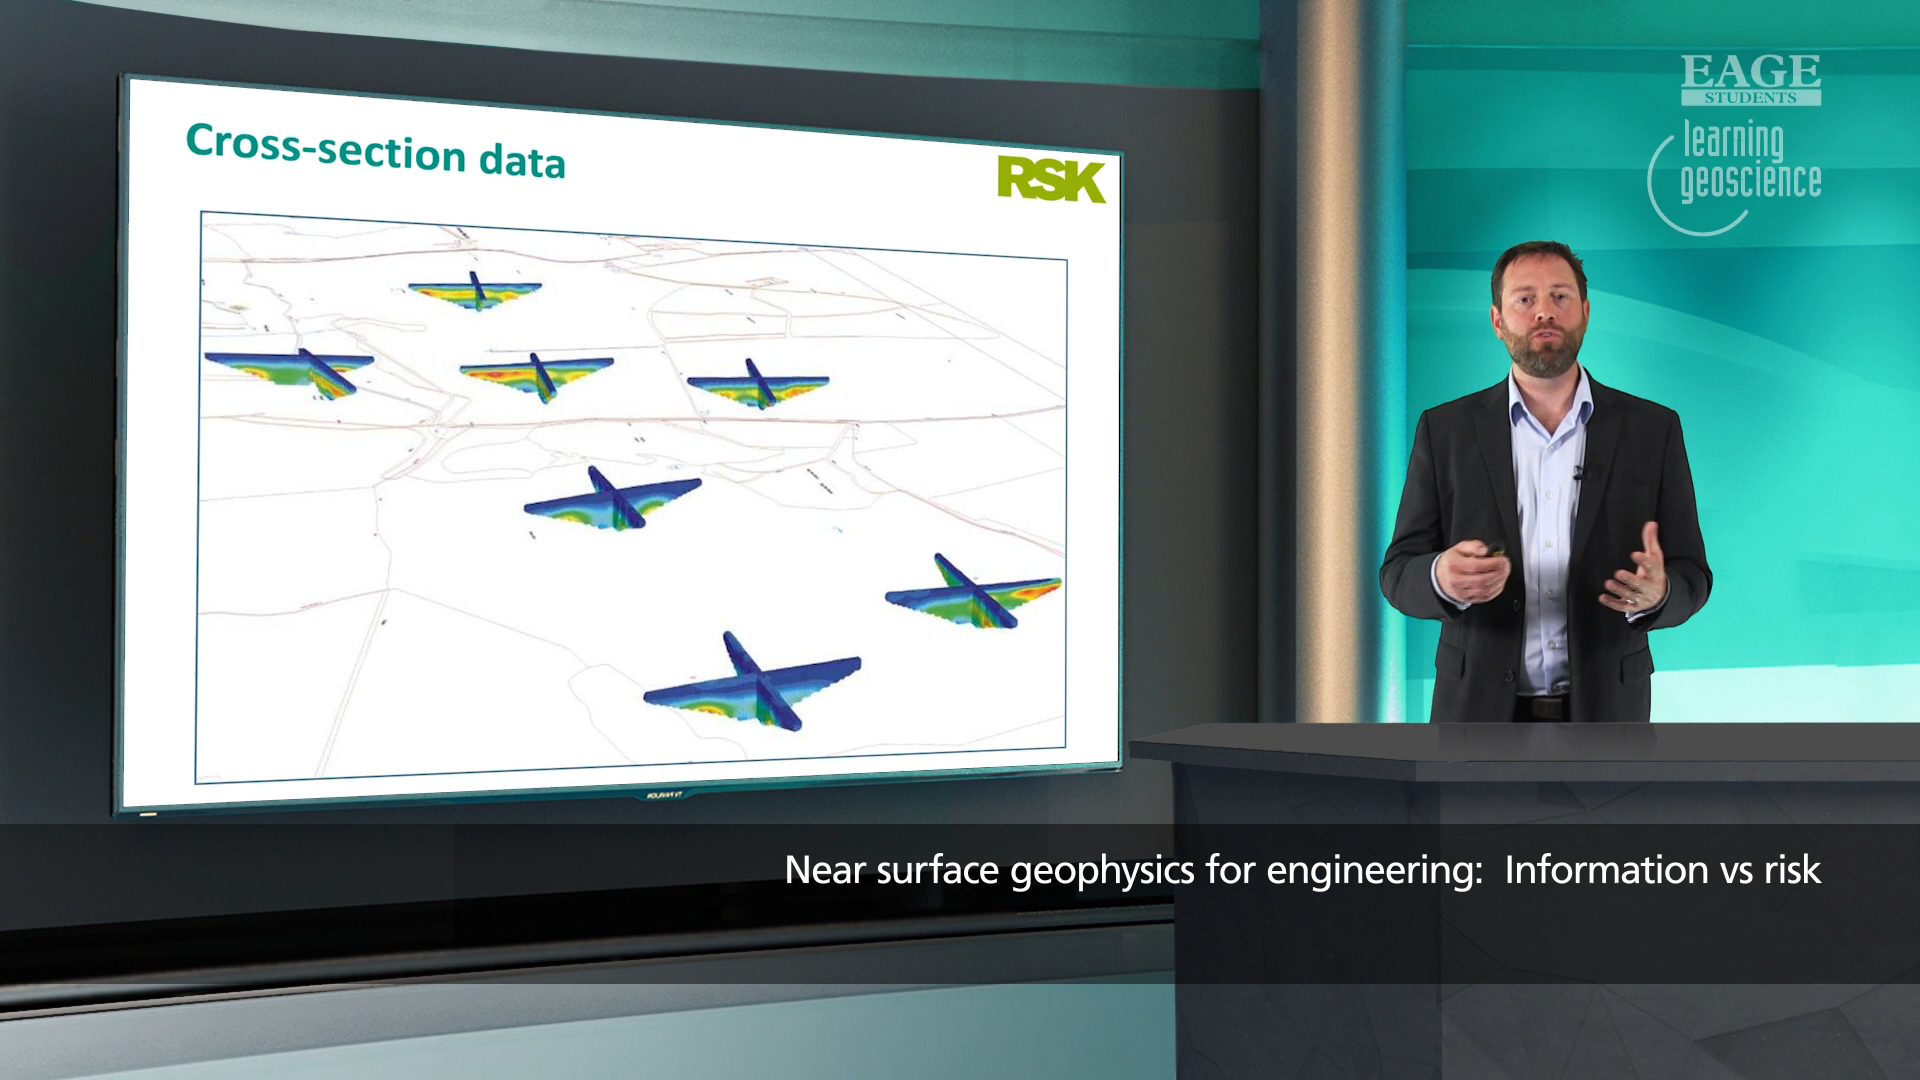 EAGE
STUDENTS
learning
geoscience
Cross-section data
RSK
Near surface geophysics for engineering: Information vs risk